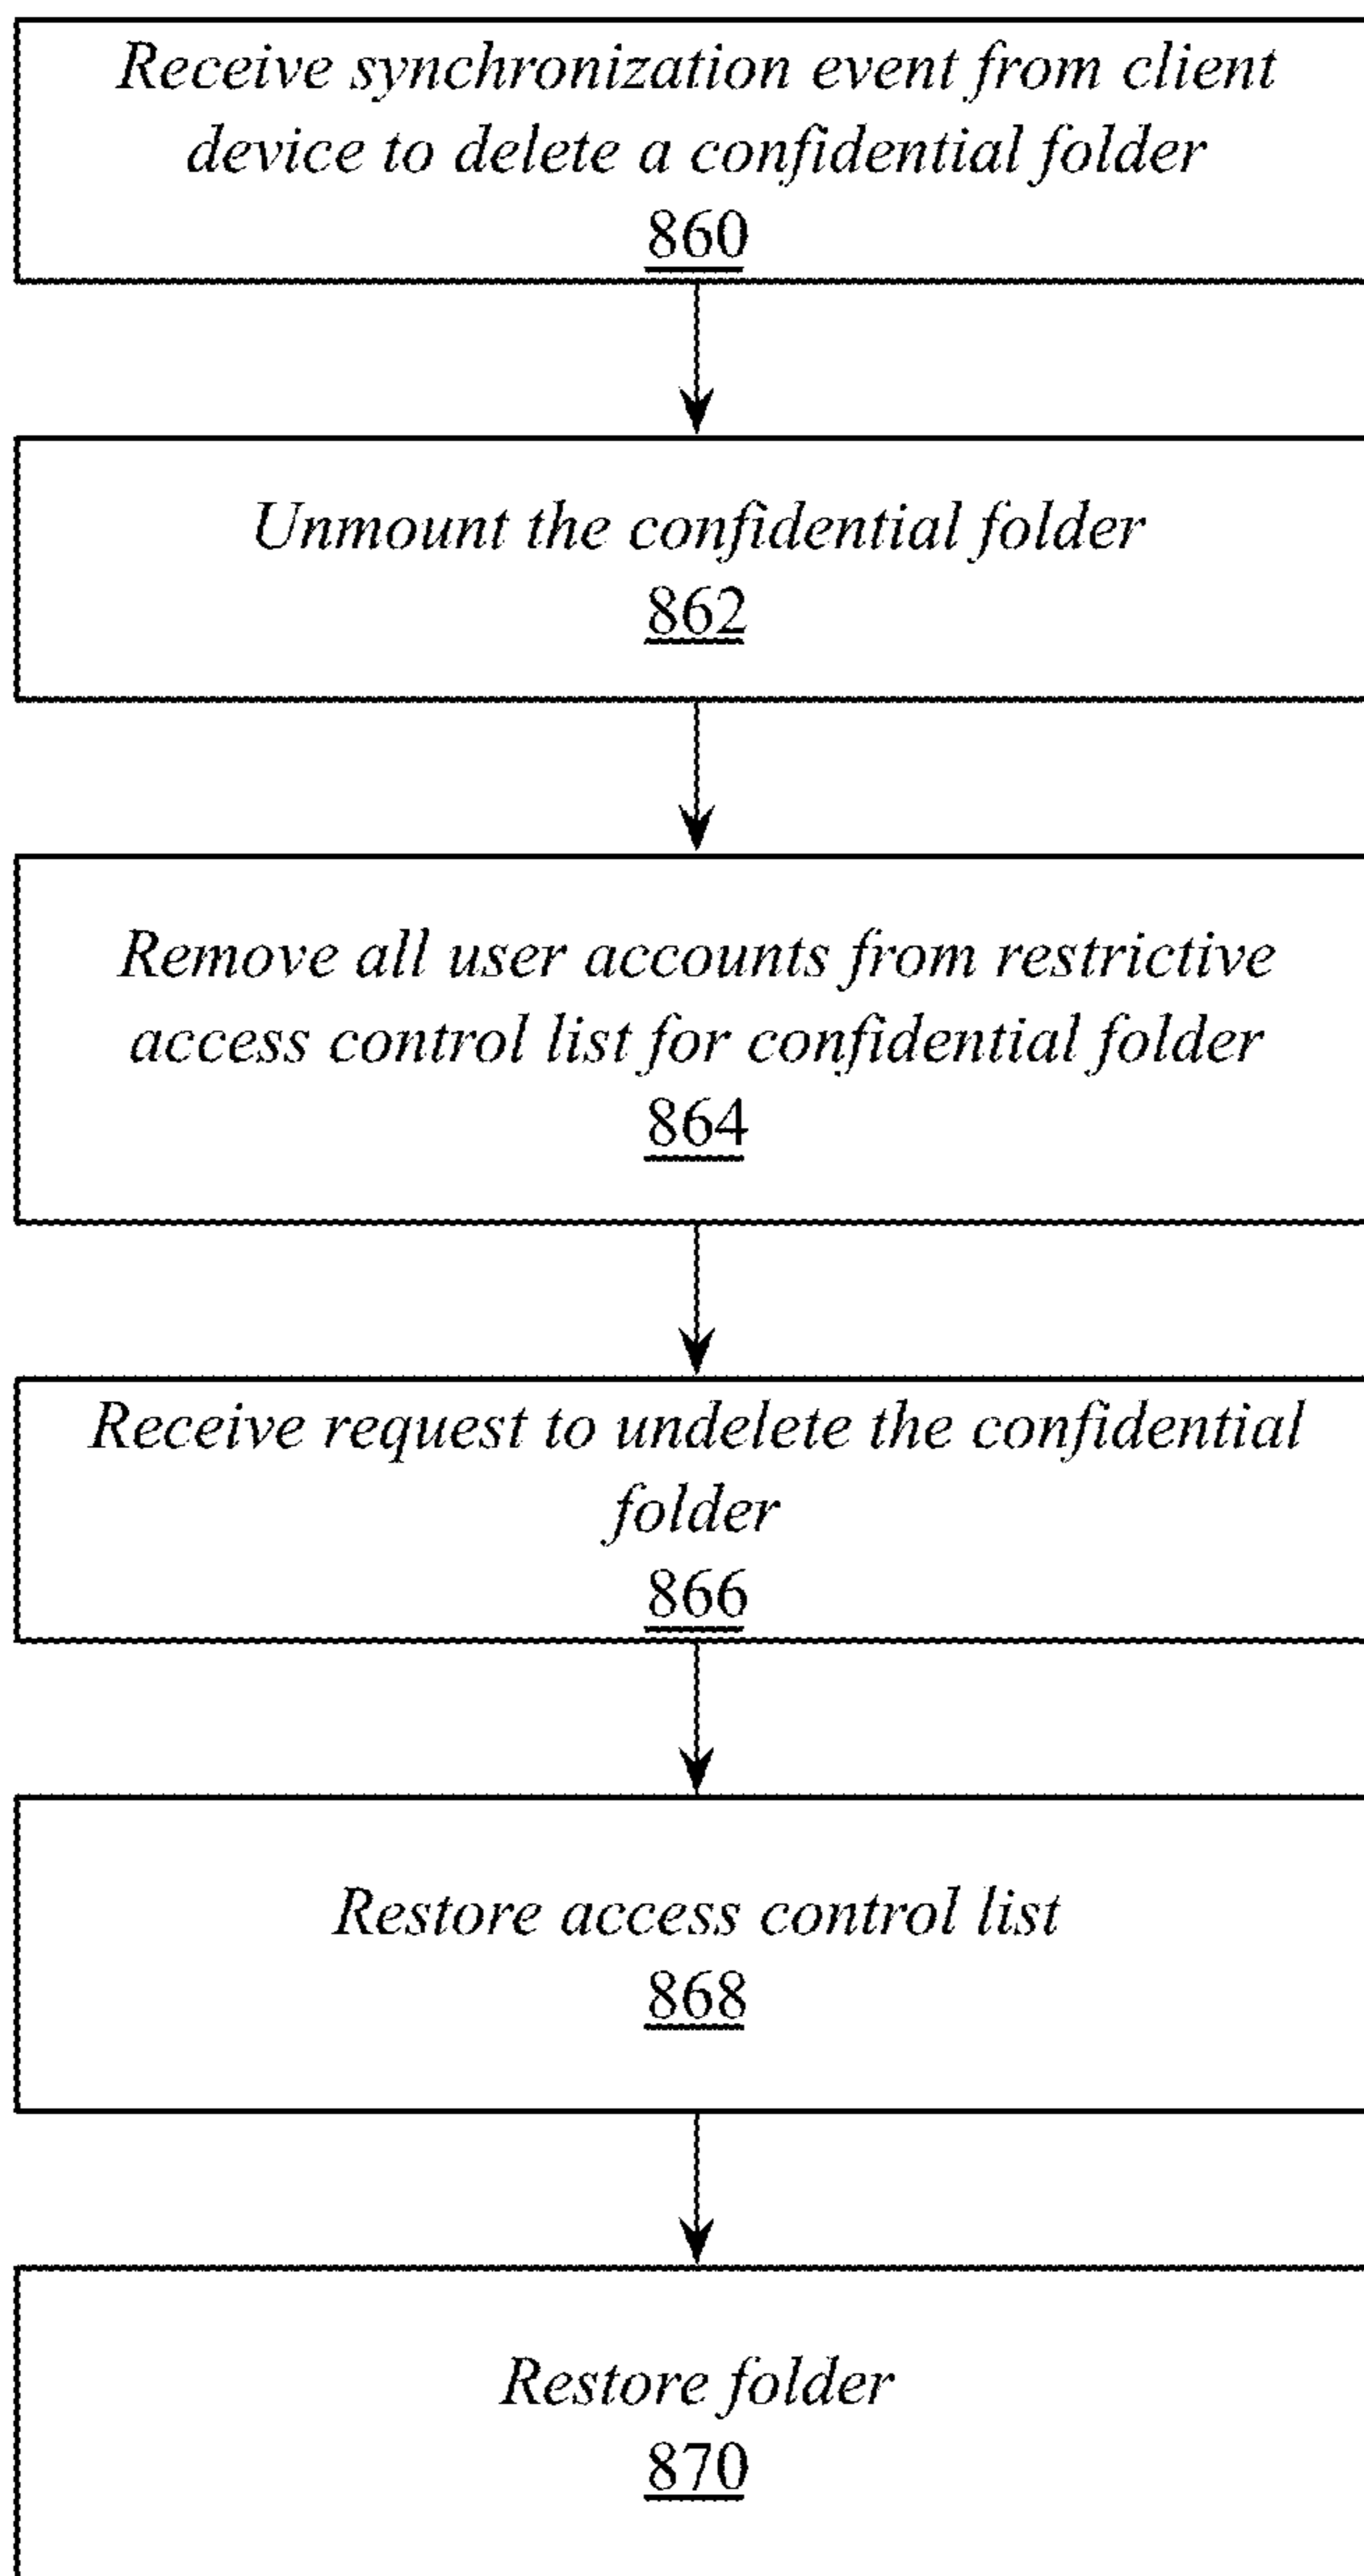 Receive synchronization event from client
device to delete a confidential folder
860
Unmount the confidential folder
862
Remove all user accounts from restrictive
access control list for confidential folder
864
Receive request to undelete the confidential
folder
866
Restore access control list
868
Restore folder
870